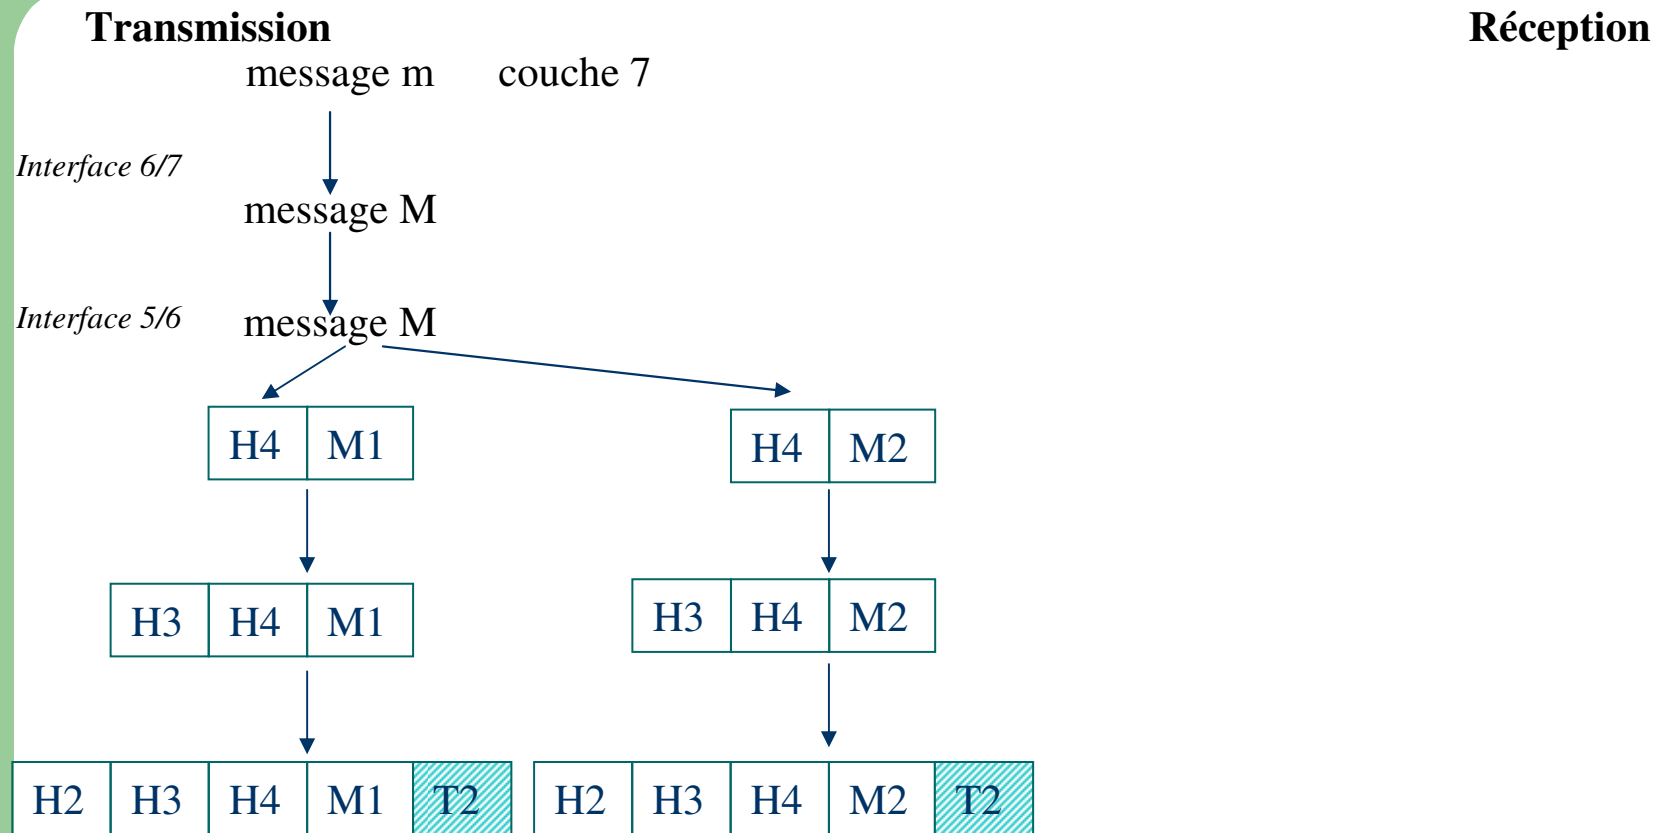 Transmission Réception
message m couche 7
Interface 6/7
message M
Interface 5/6
message M
H4 M1 H4 M2
H3 H4 M1 H3 H4 M2
H2 H3 H4 M1 T2 H2 H3 H4 M2 T2